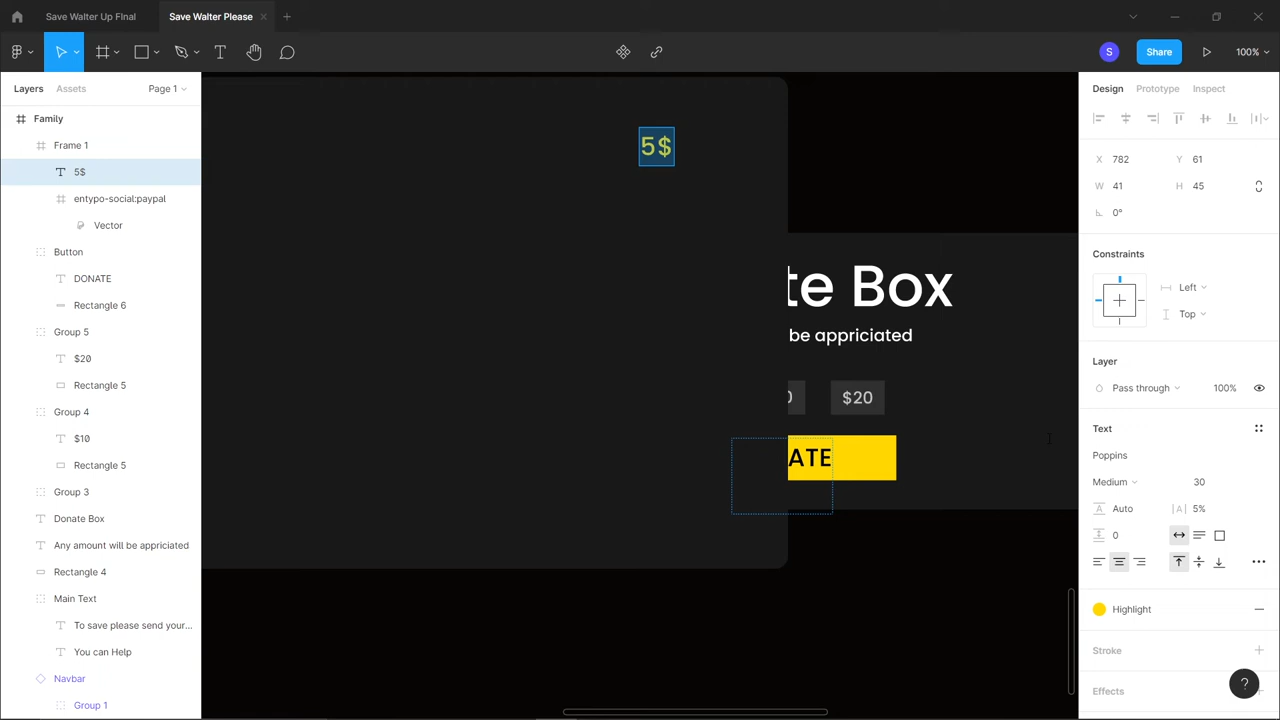 Save Walter Up FInal
Save Walter Please
S
Share
100%
Layers
Assets
Page 1
Family
Frame 1
5$
entypo-social:paypal
Vector
Button
DONATE
Rectangle 6
Group 5
$20
Rectangle 5
Group 4
$10
Rectangle 5
Group 3
Donate Box
Any amount will be appriciated
Rectangle 4
Main Text
To save please send your...
You can Help
Navbar
Group 1
5$
te Box
be appriciated
0
$20
ATE
Design
Prototype
Inspect
X 782
Y 61
W 41
H 45
0°
Constraints
Left
Top
Layer
Pass through
100%
Text
Poppins
Medium
30
A Auto
|A| 5%
0
Highlight
Stroke
Effects
?